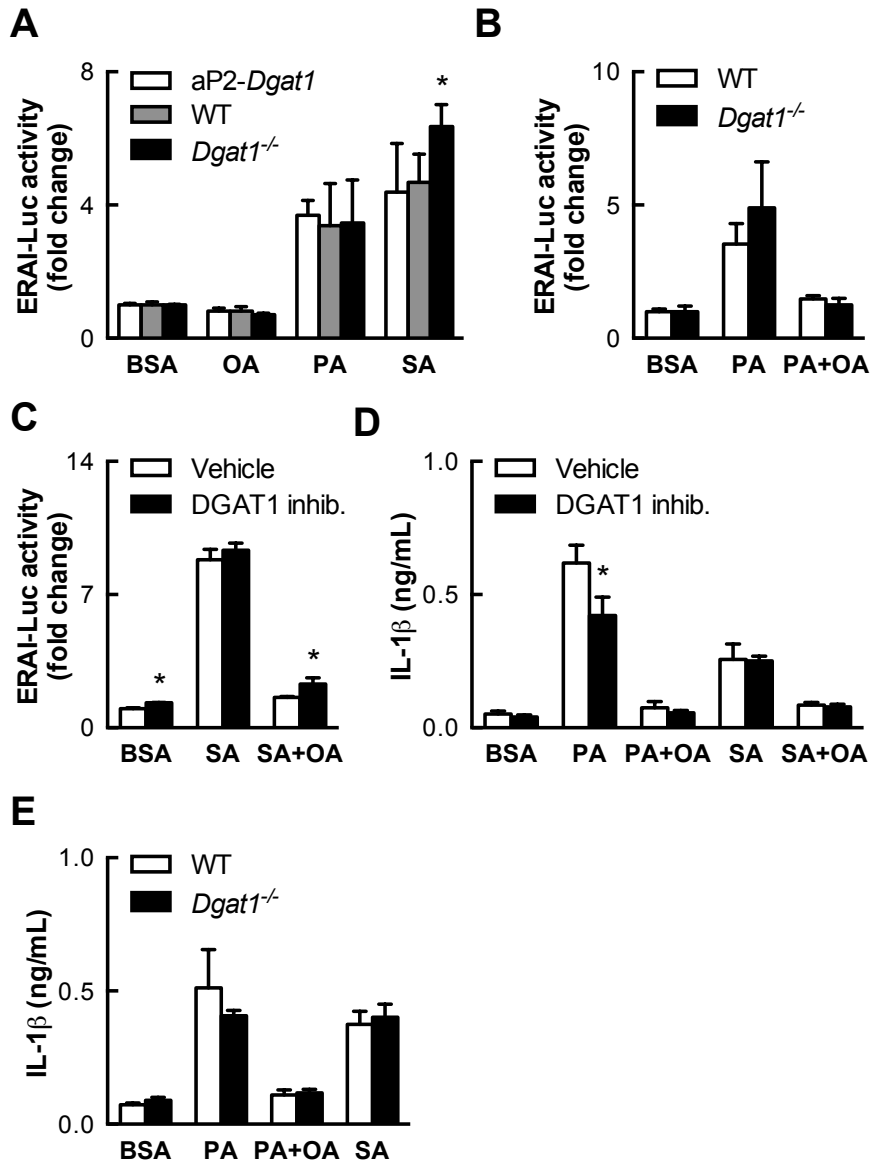 A
ERAI-Luc activity
(fold change)
8
4
0
aP2-Dgat1
WT
Dgat1-/-
*
BSA OA PA SA
B
ERAI-Luc activity
(fold change)
10
5
0
WT
Dgat1-/-
BSA PA PA+OA
C
ERAI-Luc activity
(fold change)
14
7
0
Vehicle
DGAT1 inhib.
*
*
BSA SA SA+OA
D
IL-1β (ng/mL)
1.0
0.5
0.0
Vehicle
DGAT1 inhib.
*
BSA PA PA+OA SA SA+OA
E
IL-1β (ng/mL)
1.0
0.5
0.0
WT
Dgat1-/-
BSA PA PA+OA SA